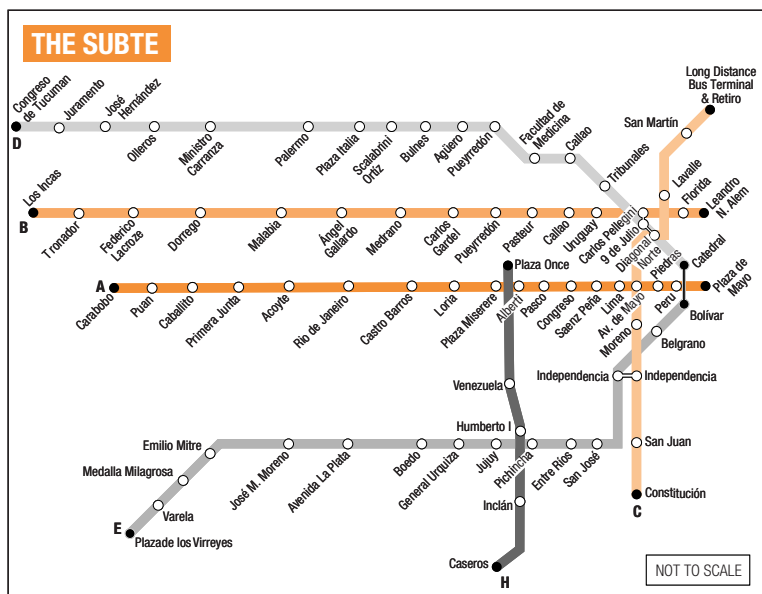 THE SUBTE
Long Distance
Bus Terminal
& Retiro
San Martín
Lavalle
Congreso
de Tucuman
Juramento
José
Hernández
Olleros
Ministro
Carranza
Palermo
Plaza Italia
Scalabrini
Ortiz
Bulnes
Agüero
Pueyrredón
Facultad de
Medicina
Callao
Tribunales
D
Los Incas
B
Tronador
Federico
Lacroze
Dorrego
Malabia
Ángel
Gallardo
Medrano
Carlos
Gardel
Pueyrredón
Pasteur
Callao
Uruguay
Carlos Pellegrini
9 de Julio
Diagonal
Norte
Florida
Leandro
N. Alem
Catedral
A
Carabobo
Puan
Caballito
Primera Junta
Acoyte
Rio de Janeiro
Castro Barros
Loria
Plaza Miserere
Plaza Once
Alberti
Pasco
Congreso
Saenz Peña
Lima
Av. de Mayo
Piedras
Perú
Plaza de
Mayo
Bolívar
Moreno
Belgrano
Independencia
Independencia
Venezuela
Humberto I
Emilio Mitre
Medalla Milagrosa
Varela
E
Plazade los Virreyes
José M. Moreno
Avenida La Plata
Boedo
General Urquiza
Jujuy
Pichincha
Entre Ríos
San José
San Juan
Constitución
C
Inclán
Caseros
H
NOT TO SCALE